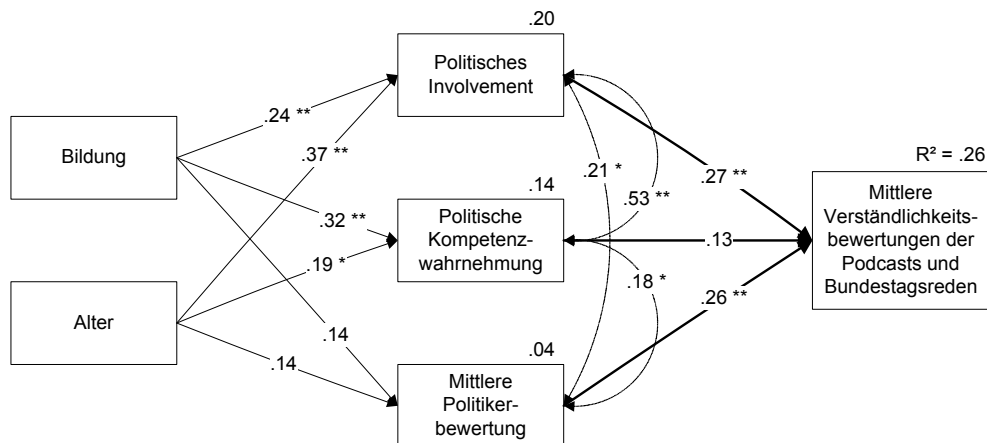 .20
Politisches
Involvement
.24 **
Bildung
.37 **
.21 *
.27 **
R² = .26
.14
.53 **
Mittlere
Verständlichkeits-
bewertungen der
Podcasts und
Bundestagsreden
.32 **
Politische
Kompetenz-
wahrnehmung
.13
.19 *
.18 *
.26 **
Alter
.14
.14
.04
Mittlere
Politiker-
bewertung